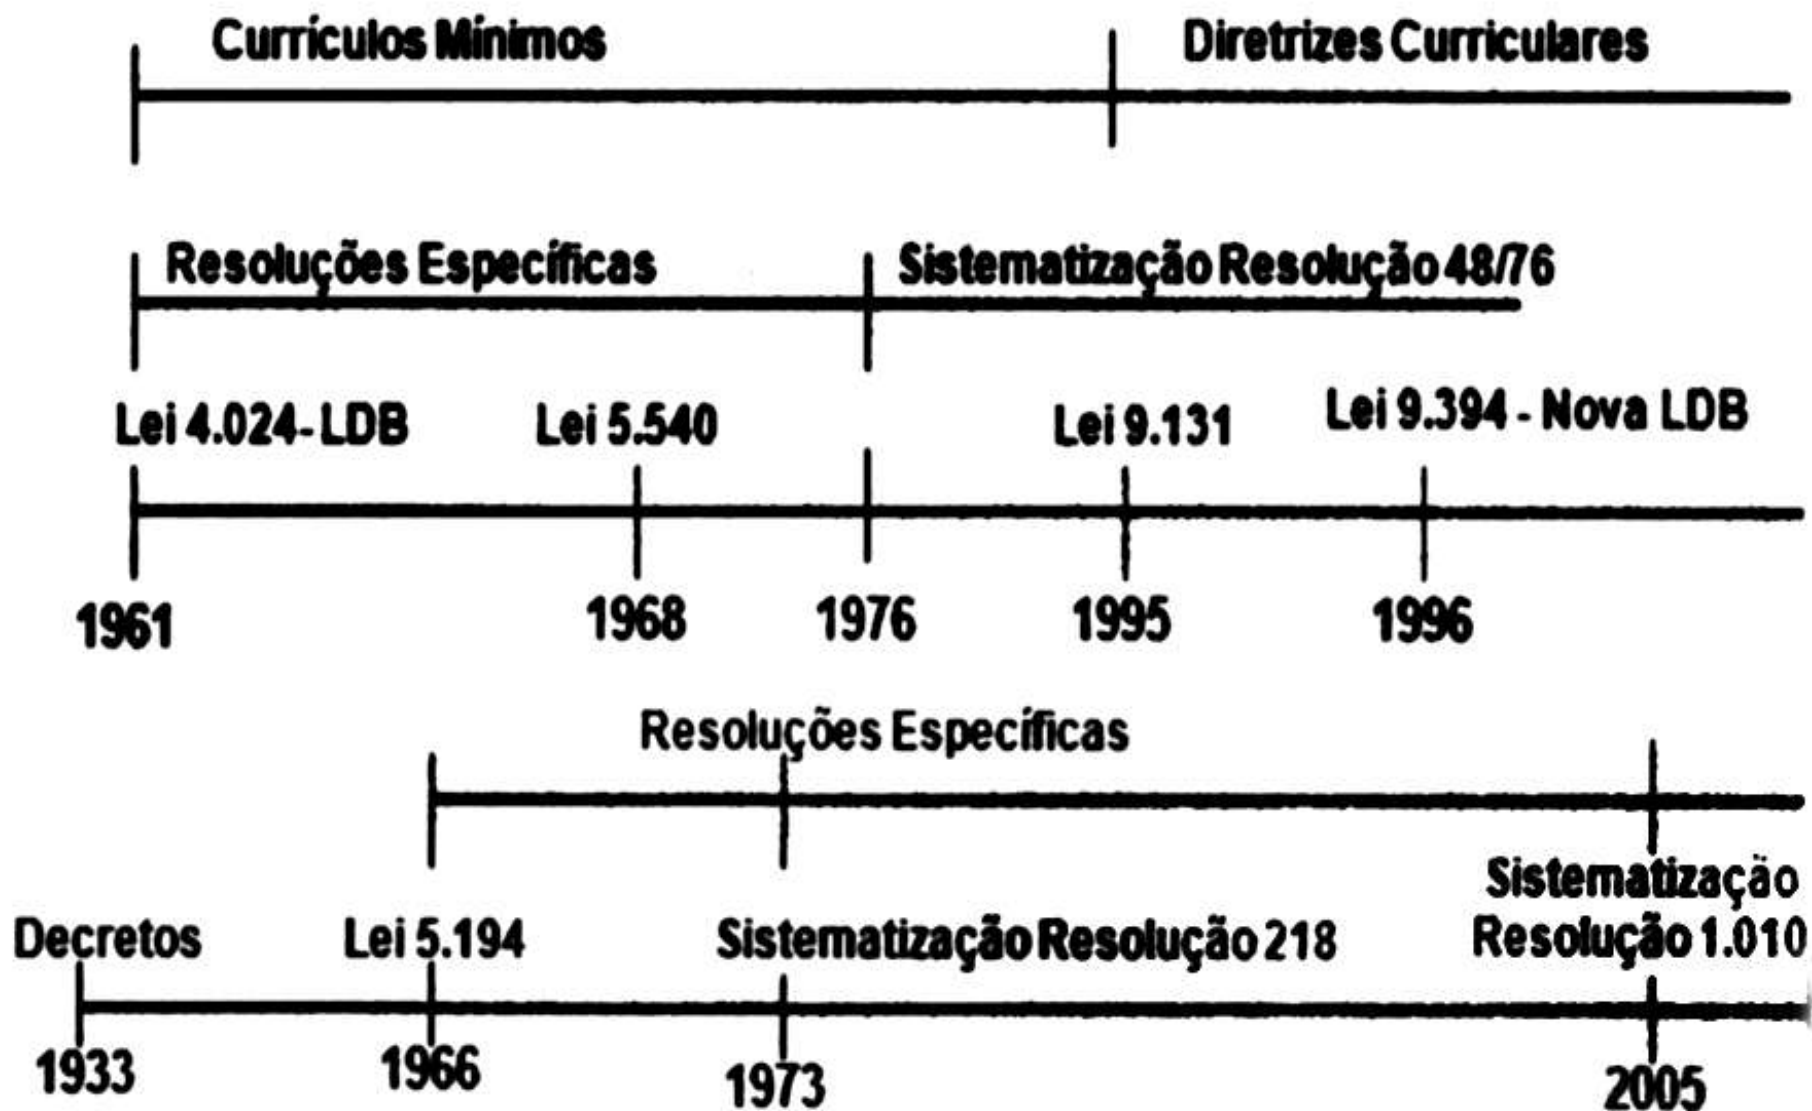 Currículos Mínimos Diretrizes Curriculares
Resoluções Específicas Sistematização Resolução 48/76
Lei 4.024- LDB Lei 5.540 Lei 9.131 Lei 9.394 - Nova LDB
1961 1968 1976 1995 1996
Resoluções Específicas
Sistematização
Decretos Lei 5.194 Sistematização Resolução 218 Resolução 1.010
1933 1966 1973 2005